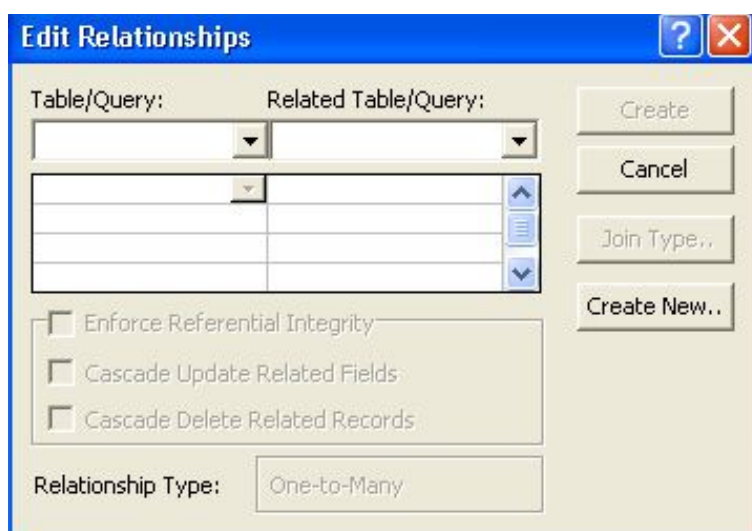 Edit Relationships
Table/Query: Related Table/Query:
Create
Cancel
Join Type..
Create New..
Enforce Referential Integrity
Cascade Update Related Fields
Cascade Delete Related Records
Relationship Type: One-to-Many